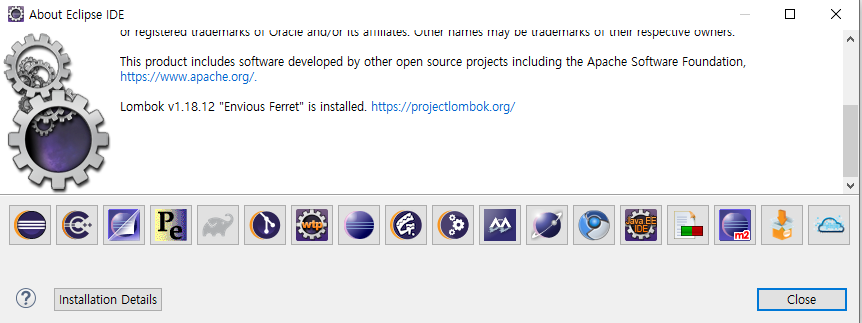 About Eclipse IDE
or registered trademarks of Oracle and/or its affiliates. Other names may be trademarks of their respective owners.
This product includes software developed by other open source projects including the Apache Software Foundation,
https://www.apache.org/.
Lombok v1.18.12 "Envious Ferret" is installed. https://projectlombok.org/
Pe
wtp
Java EE
IDE
m2
?
Installation Details
Close